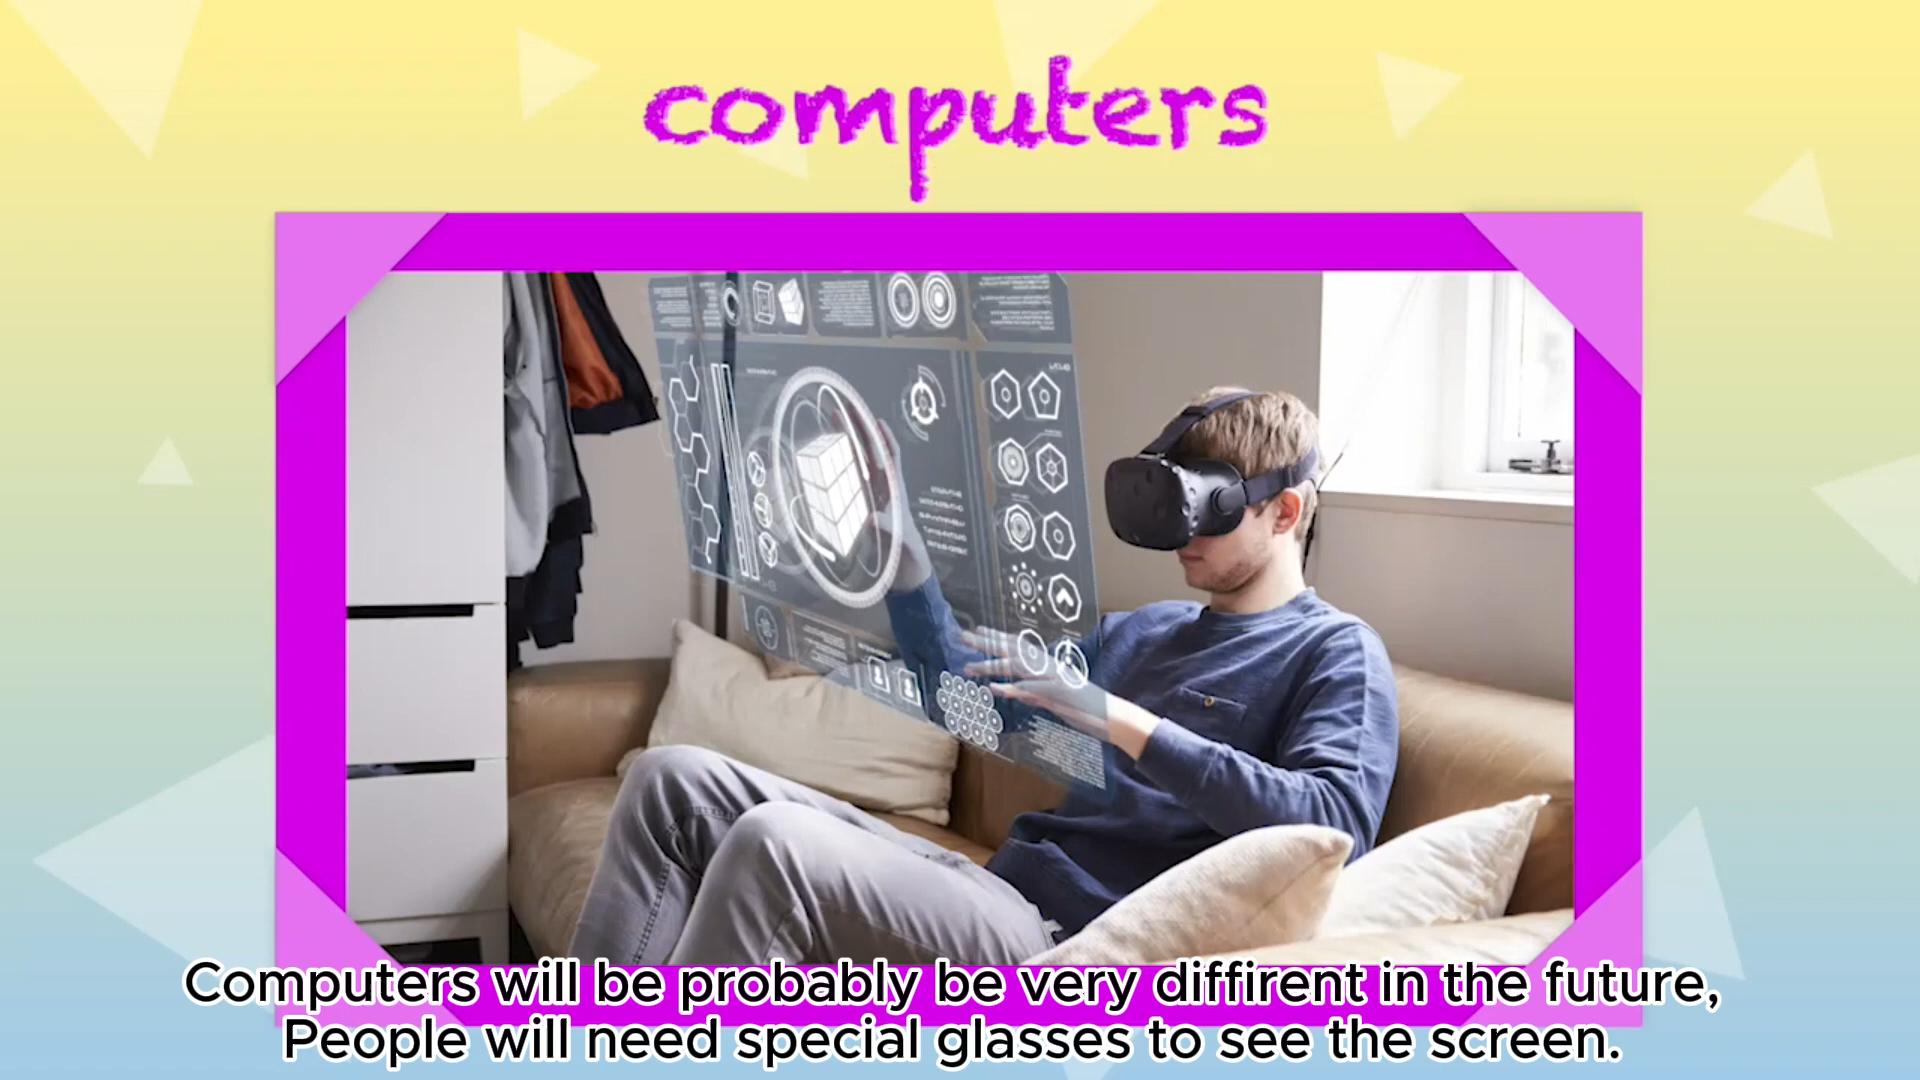 computers
Computers will be probably be very diffirent in the future,
People will need special glasses to see the screen.